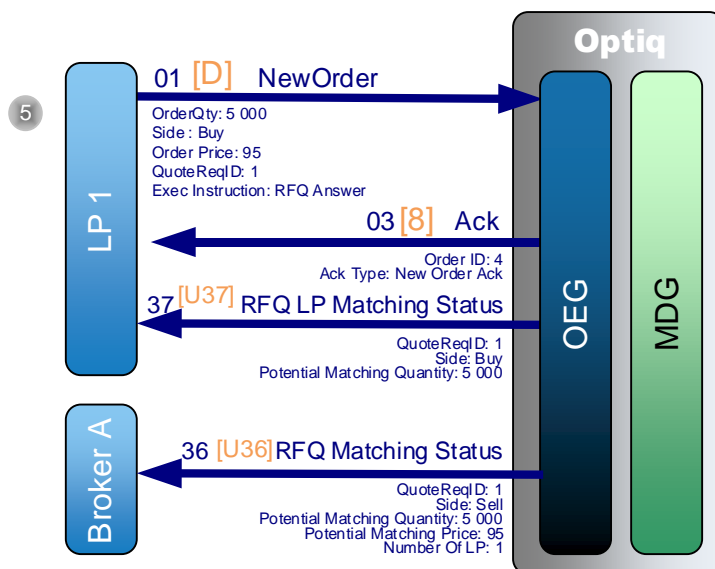 Optiq
5
01 [D] NewOrder
OrderQty: 5 000
Side : Buy
Order Price: 95
QuoteReqID: 1
Exec Instruction: RFQ Answer
LP 1
03 [8] Ack
Order ID: 4
Ack Type: New Order Ack
37 [U37] RFQ LP Matching Status
QuoteReqID: 1
Side: Buy
Potential Matching Quantity: 5 000
OEG
MDG
Broker A
36 [U36] RFQ Matching Status
QuoteReqID: 1
Side: Sell
Potential Matching Quantity: 5 000
Potential Matching Price: 95
Number Of LP: 1